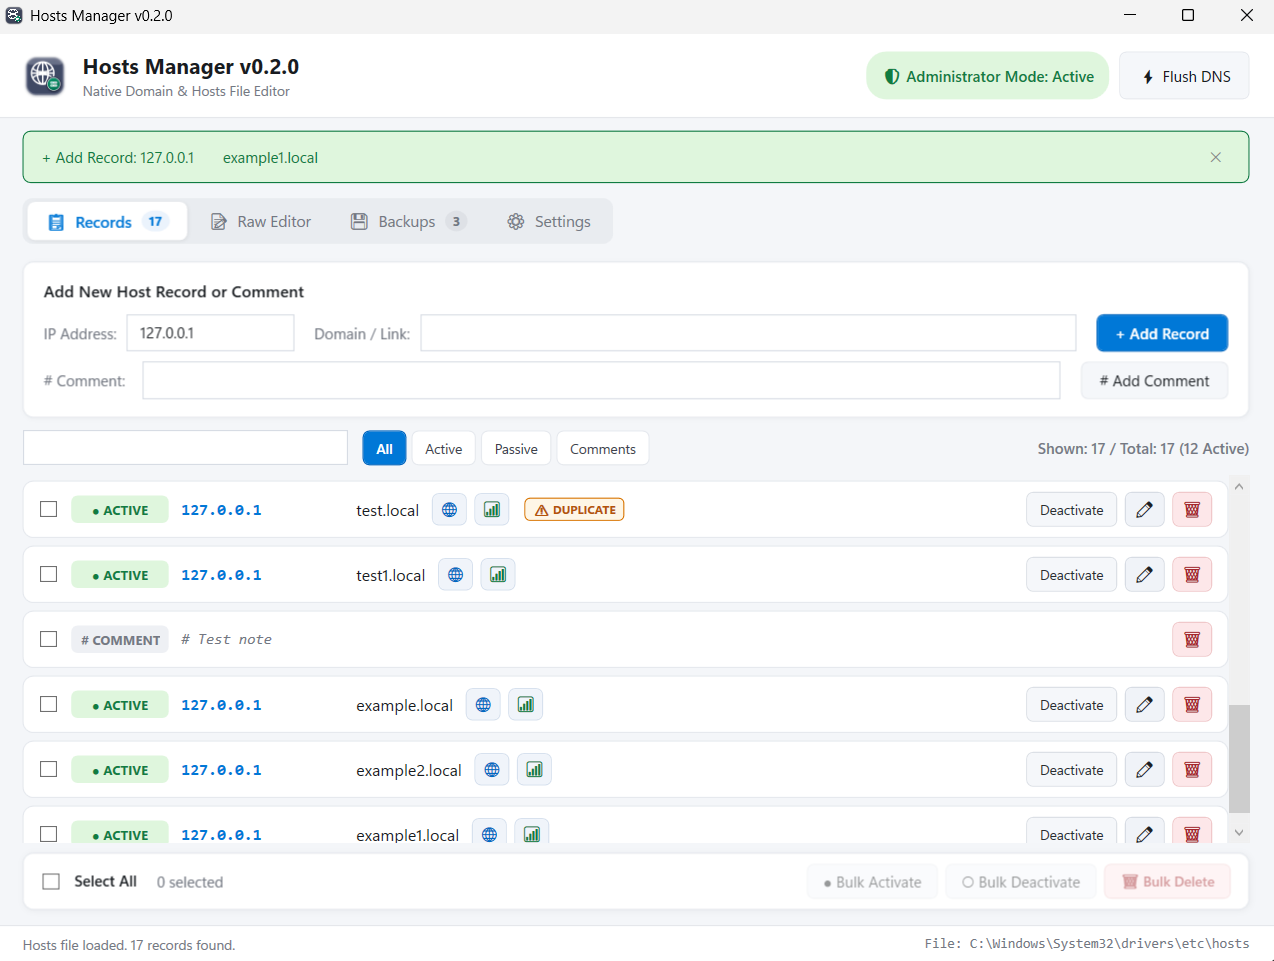 Hosts Manager v0.2.0
Hosts Manager v0.2.0
Native Domain & Hosts File Editor
Administrator Mode: Active
Flush DNS
+ Add Record: 127.0.0.1 example1.local
Records 17
Raw Editor
Backups 3
Settings
Add New Host Record or Comment
IP Address: 127.0.0.1 Domain / Link: + Add Record
# Comment: # Add Comment
All Active Passive Comments Shown: 17 / Total: 17 (12 Active)
● ACTIVE 127.0.0.1 test.local DUPLICATE Deactivate
● ACTIVE 127.0.0.1 test1.local Deactivate
# COMMENT # Test note
● ACTIVE 127.0.0.1 example.local Deactivate
● ACTIVE 127.0.0.1 example2.local Deactivate
● ACTIVE 127.0.0.1 example1.local Deactivate
Select All 0 selected ● Bulk Activate ○ Bulk Deactivate Bulk Delete
Hosts file loaded. 17 records found. File: C:\Windows\System32\drivers\etc\hosts